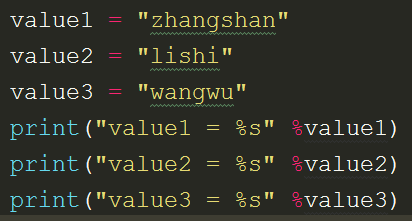 value1 = "zhangshan"
value2 = "lishi"
value3 = "wangwu"
print("value1 = %s" %value1)
print("value2 = %s" %value2)
print("value3 = %s" %value3)